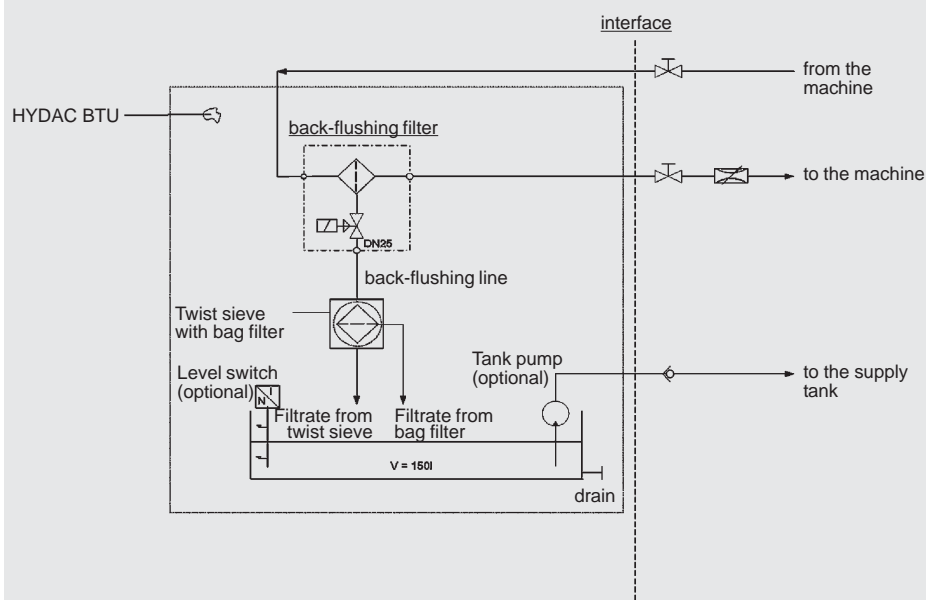 interface
from the
machine
HYDAC BTU
back-flushing filter
to the machine
DN25
back-flushing line
Twist sieve
with bag filter
Tank pump
(optional)
to the supply
tank
Level switch
(optional)
I
N
Filtrate from
twist sieve
Filtrate from
bag filter
V = 150l
drain